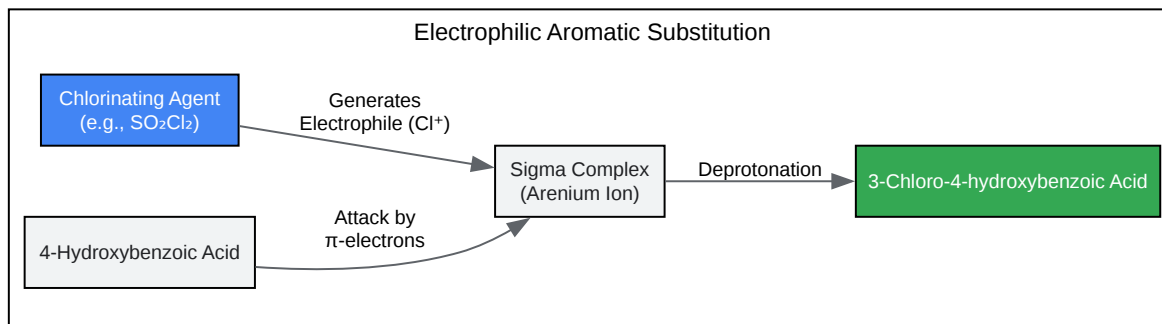 Electrophilic Aromatic Substitution
Chlorinating Agent
(e.g., SO₂Cl₂)
Generates
Electrophile (Cl⁺)
Sigma Complex
(Arenium Ion)
Deprotonation
3-Chloro-4-hydroxybenzoic Acid
Attack by
π-electrons
4-Hydroxybenzoic Acid